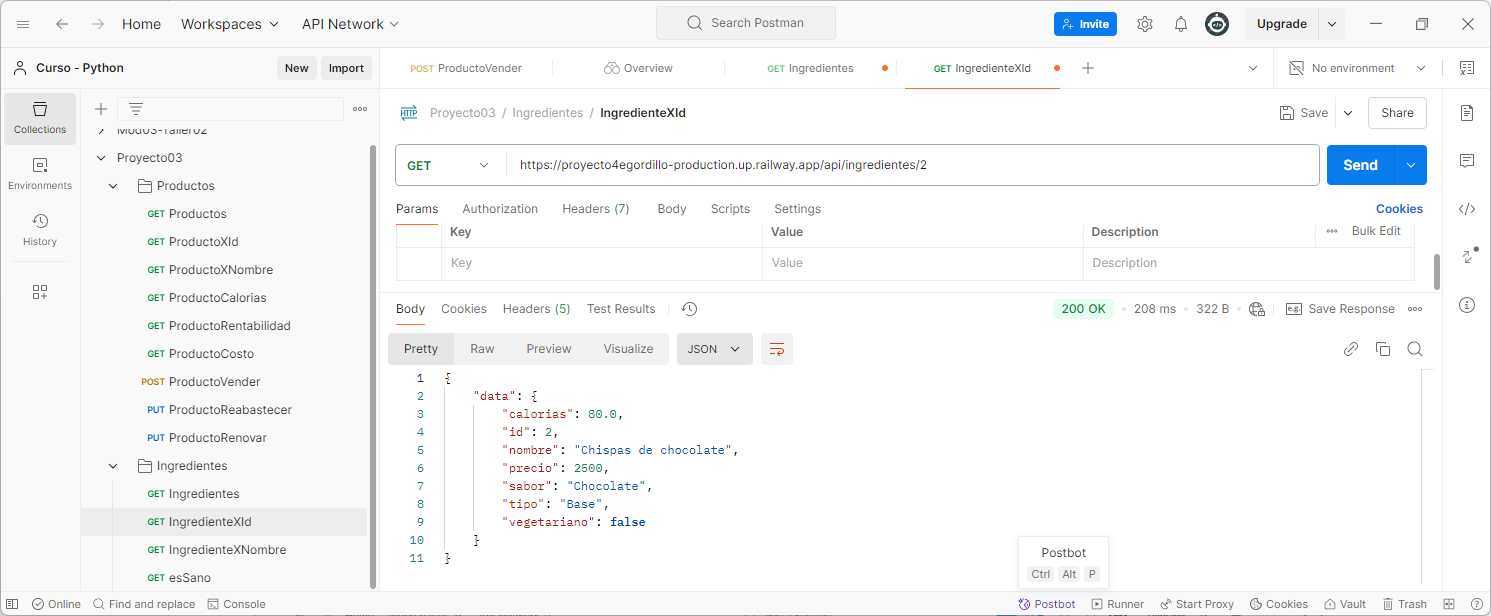 Home Workspaces API Network Search Postman Invite Upgrade
Curso - Python New Import POST ProductoVender Overview GET Ingredientes GET IngredienteXId No environment
Collections
Environments
History
Mod03-Taller02
Proyecto03
Productos
GET Productos
GET ProductoXId
GET ProductoXNombre
GET ProductoCalorias
GET ProductoRentabilidad
GET ProductoCosto
POST ProductoVender
PUT ProductoReabastecer
PUT ProductoRenovar
Ingredientes
GET Ingredientes
GET IngredienteXId
GET IngredienteXNombre
GET esSano
HTTP Proyecto03 / Ingredientes / IngredienteXId Save Share
GET https://proyecto4egordillo-production.up.railway.app/api/ingredientes/2 Send
Params Authorization Headers (7) Body Scripts Settings Cookies
Key Value Description Bulk Edit
Key Value Description
Body Cookies Headers (5) Test Results 200 OK 208 ms 322 B e.g. Save Response
Pretty Raw Preview Visualize JSON
1 {
2 "data": {
3 "calorias": 80.0,
4 "id": 2,
5 "nombre": "Chispas de chocolate",
6 "precio": 2500,
7 "sabor": "Chocolate",
8 "tipo": "Base",
9 "vegetariano": false
10 }
11 }
Postbot
Ctrl Alt P
Online Find and replace Console Postbot Runner Start Proxy Cookies Vault Trash